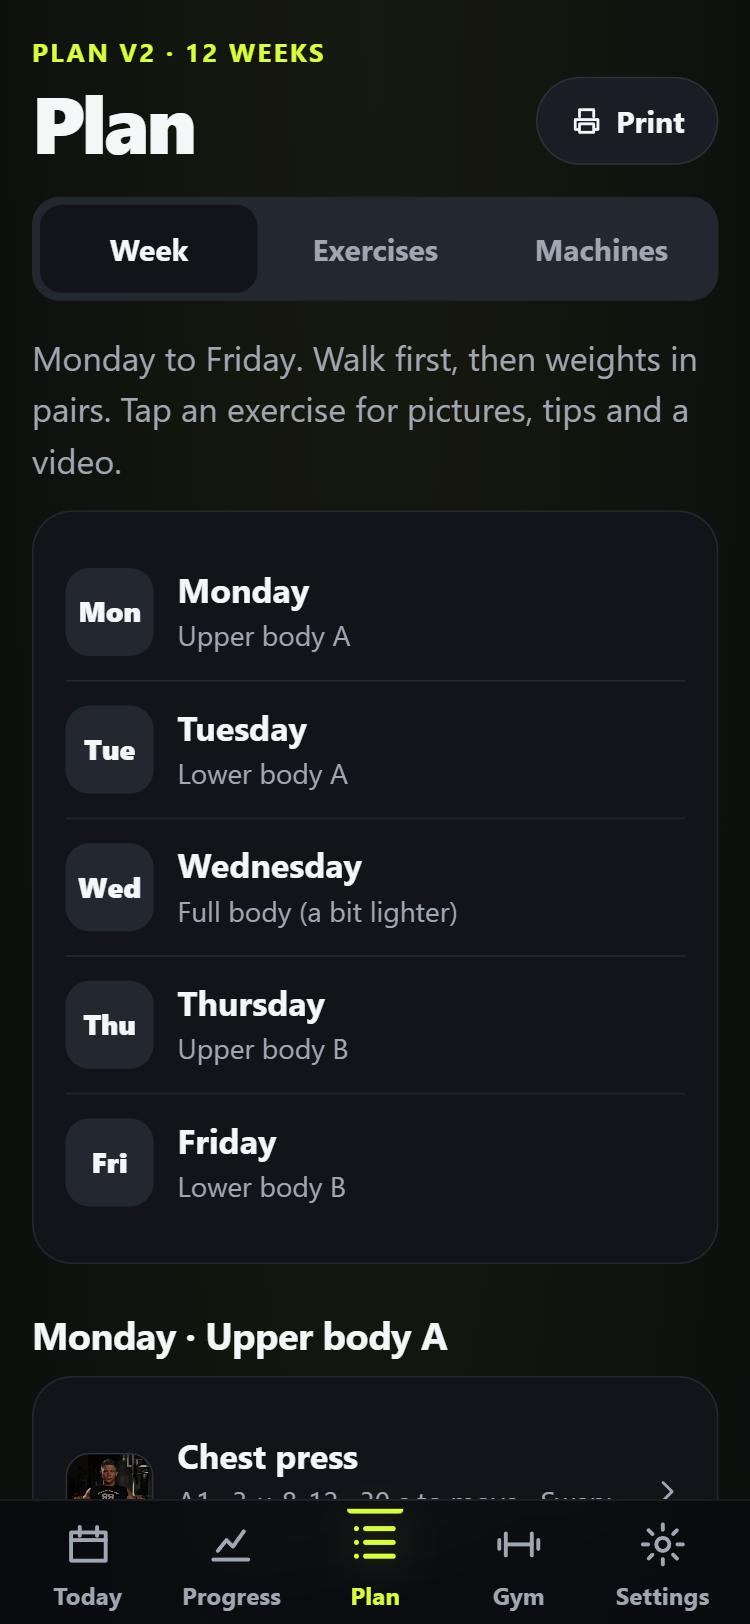 PLAN V2 · 12 WEEKS
Plan
Print
Week
Exercises
Machines
Monday to Friday. Walk first, then weights in
pairs. Tap an exercise for pictures, tips and a
video.
Mon
Monday
Upper body A
Tue
Tuesday
Lower body A
Wed
Wednesday
Full body (a bit lighter)
Thu
Thursday
Upper body B
Fri
Friday
Lower body B
Monday · Upper body A
Chest press
Today
Progress
Plan
Gym
Settings